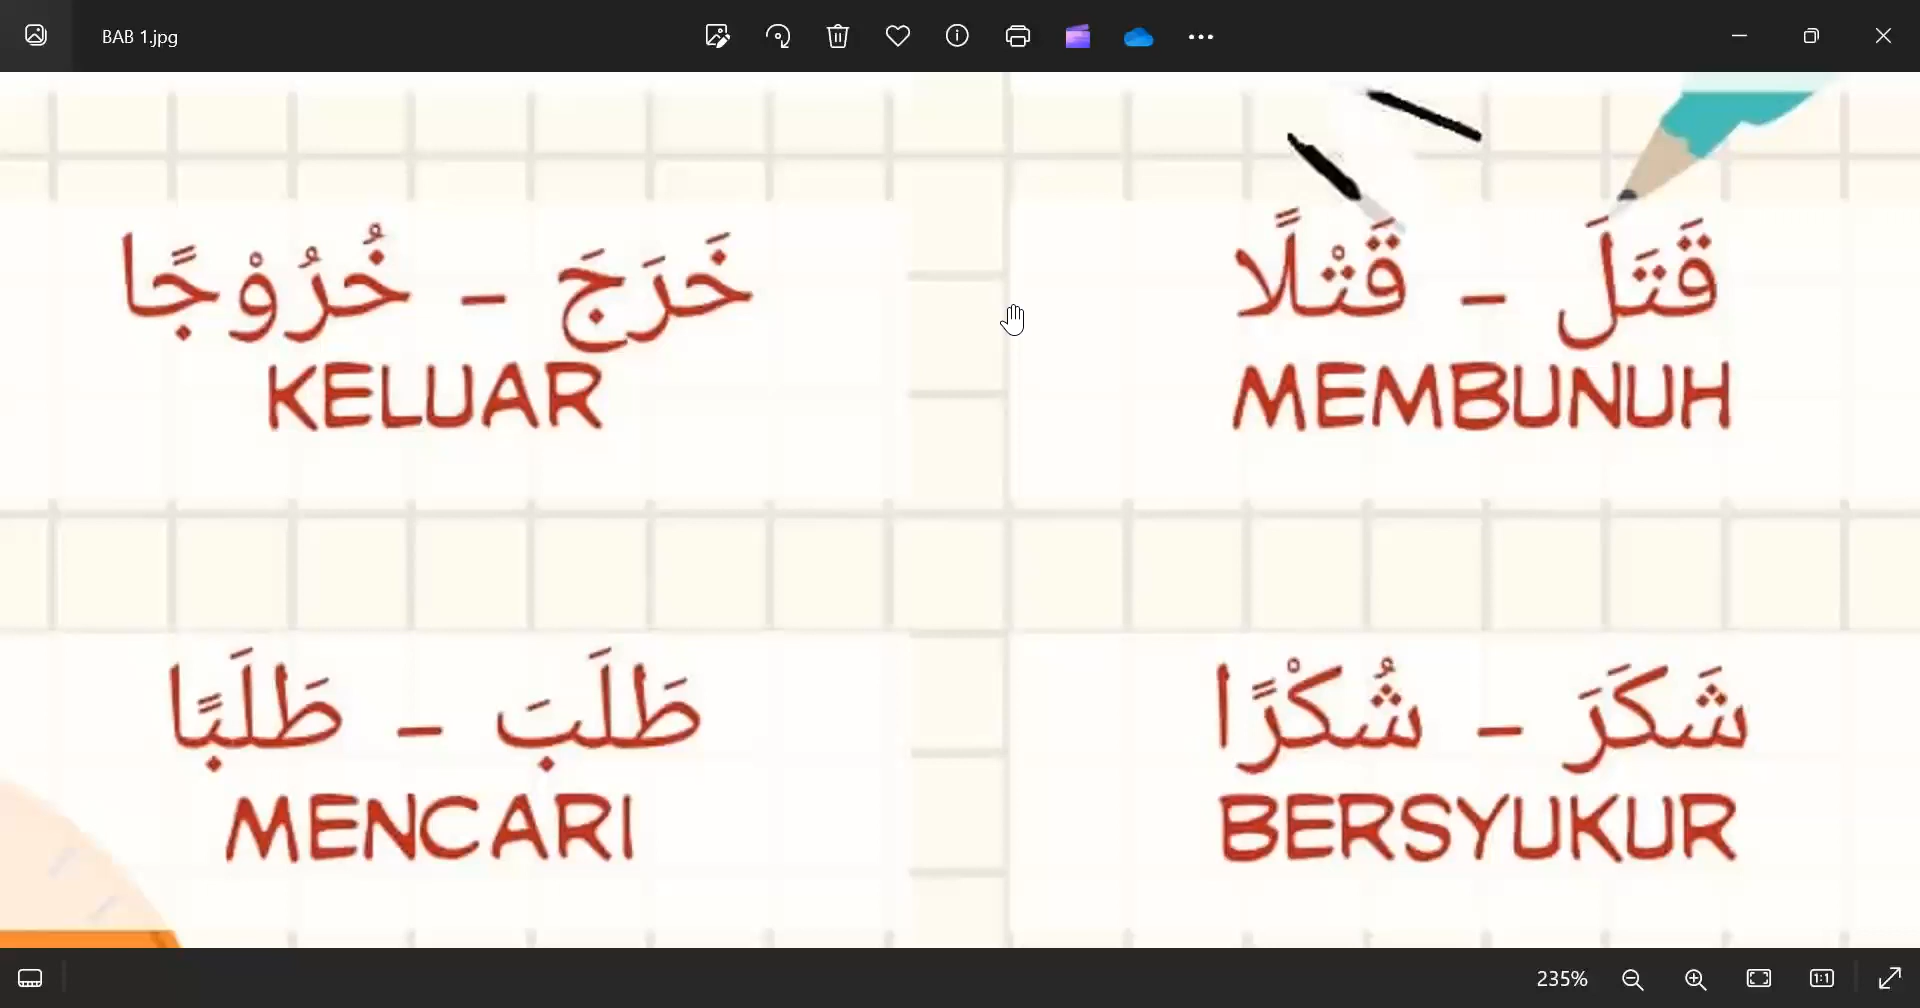 BAB 1.jpg
قَتَلَ - قَتْلًا
MEMBUNUH
خَرَجَ - خُرُوْجًا
KELUAR
شَكَرَ - شُكْرًا
BERSYUKUR
طَلَبَ - طَلَبًا
MENCARI
235%